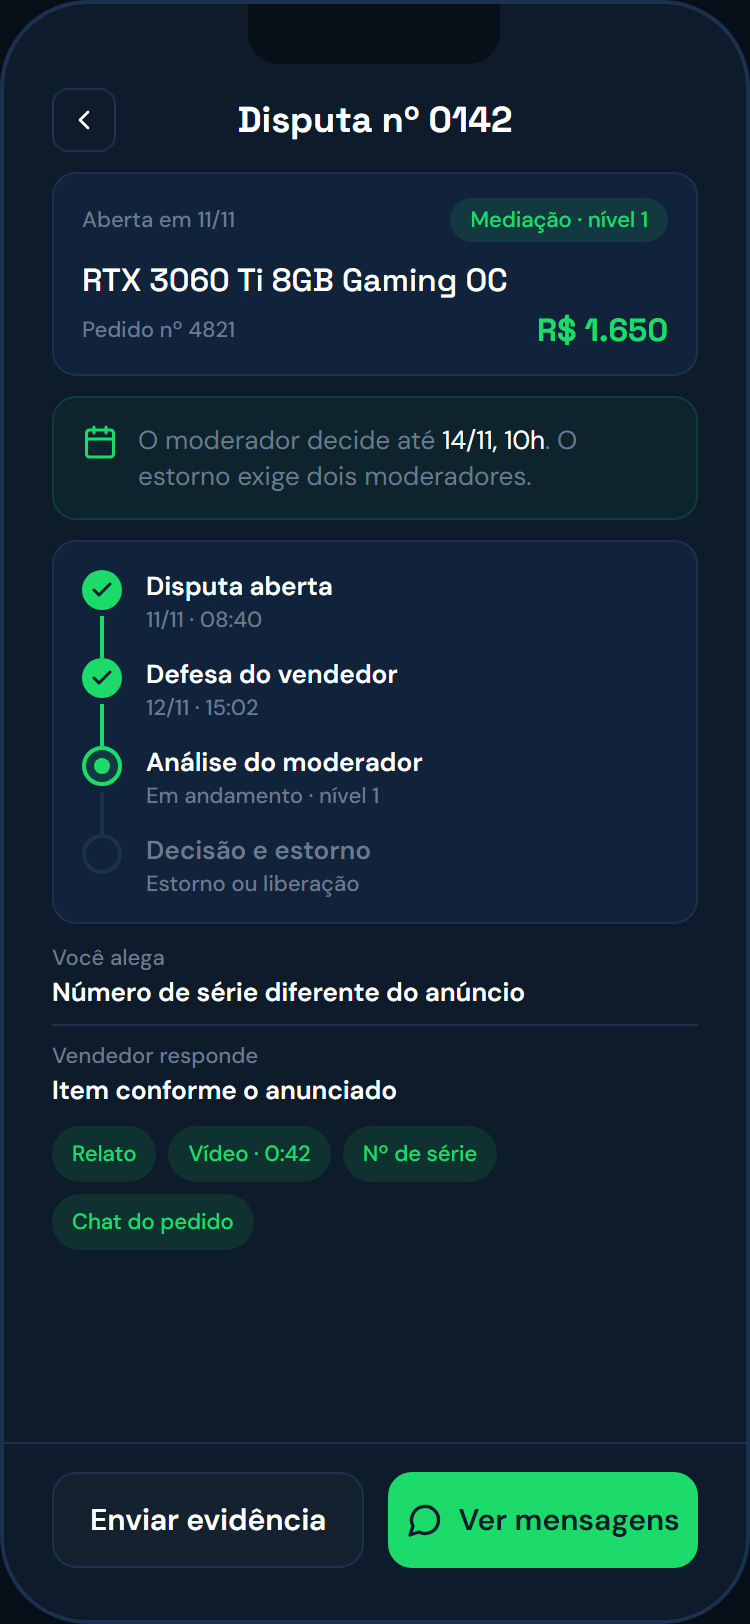 Disputa nº 0142
Aberta em 11/11
Mediação · nível 1
RTX 3060 Ti 8GB Gaming OC
Pedido nº 4821
R$ 1.650
O moderador decide até 14/11, 10h. O
estorno exige dois moderadores.
Disputa aberta
11/11 · 08:40
Defesa do vendedor
12/11 · 15:02
Análise do moderador
Em andamento · nível 1
Decisão e estorno
Estorno ou liberação
Você alega
Número de série diferente do anúncio
Vendedor responde
Item conforme o anunciado
Relato
Vídeo · 0:42
Nº de série
Chat do pedido
Enviar evidência
Ver mensagens